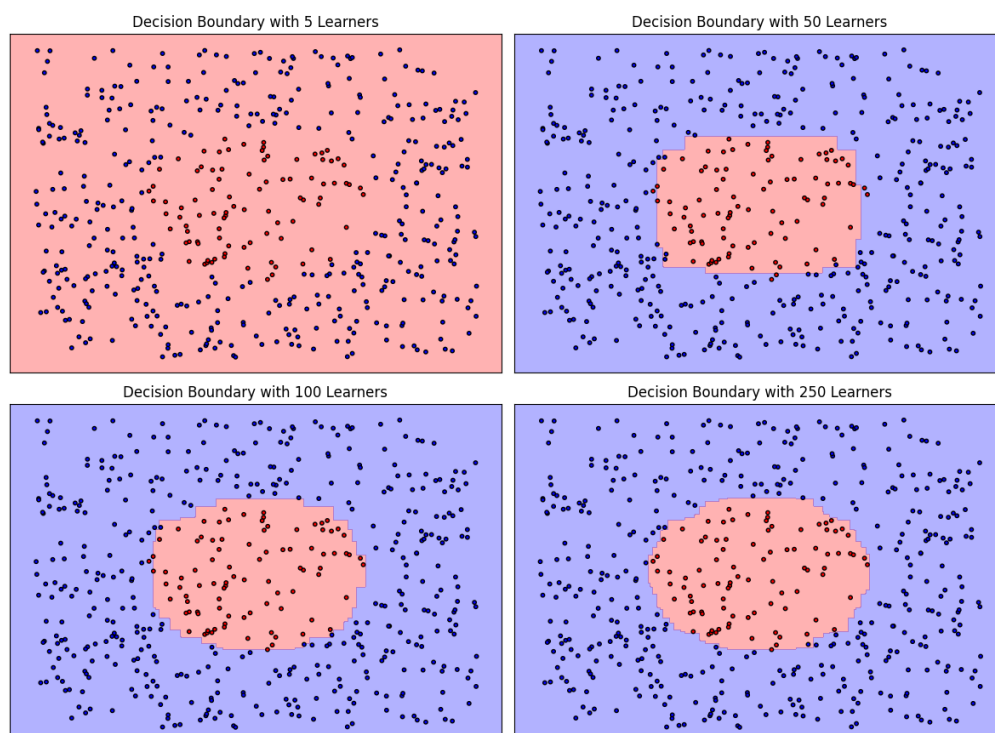 Decision Boundary with 5 Learners
Decision Boundary with 50 Learners
Decision Boundary with 100 Learners
Decision Boundary with 250 Learners